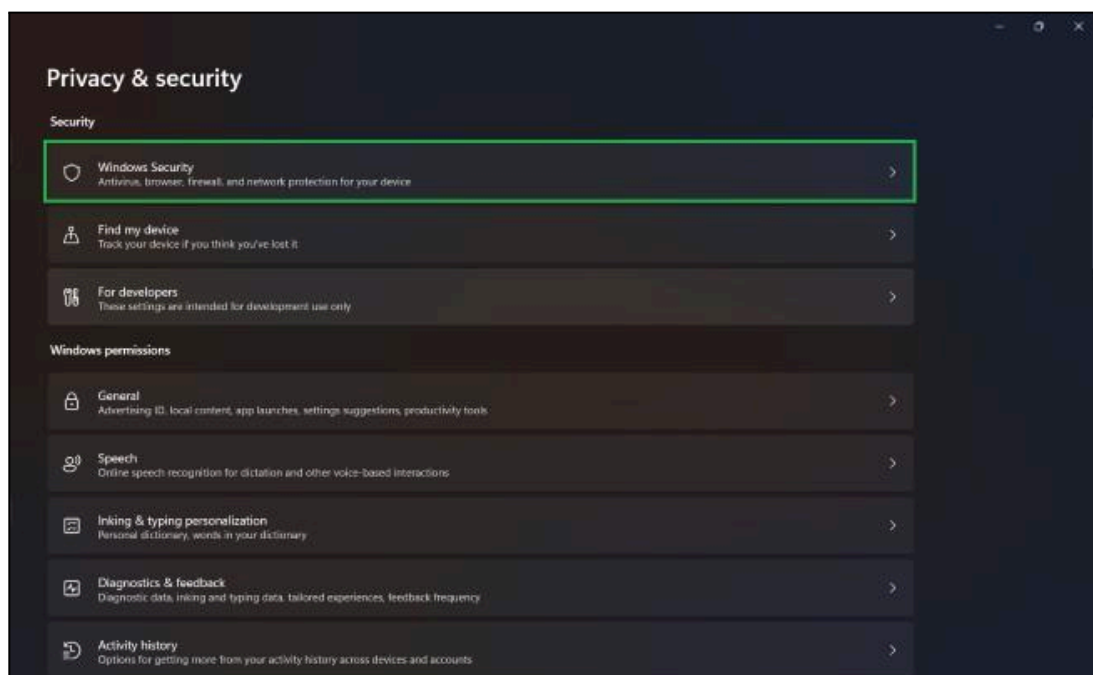 Privacy & security
Security
Windows Security
Antivirus, browser, firewall, and network protection for your device
Find my device
Track your device if you think you've lost it
For developers
These settings are intended for development use only
Windows permissions
General
Advertising ID, local content, app launches, settings suggestions, productivity tools
Speech
Online speech recognition for dictation and other voice-based interactions
Inking & typing personalization
Personal dictionary, words in your dictionary
Diagnostics & feedback
Diagnostic data, inking and typing data, tailored experiences, feedback frequency
Activity history
Options for getting more from your activity history across devices and accounts